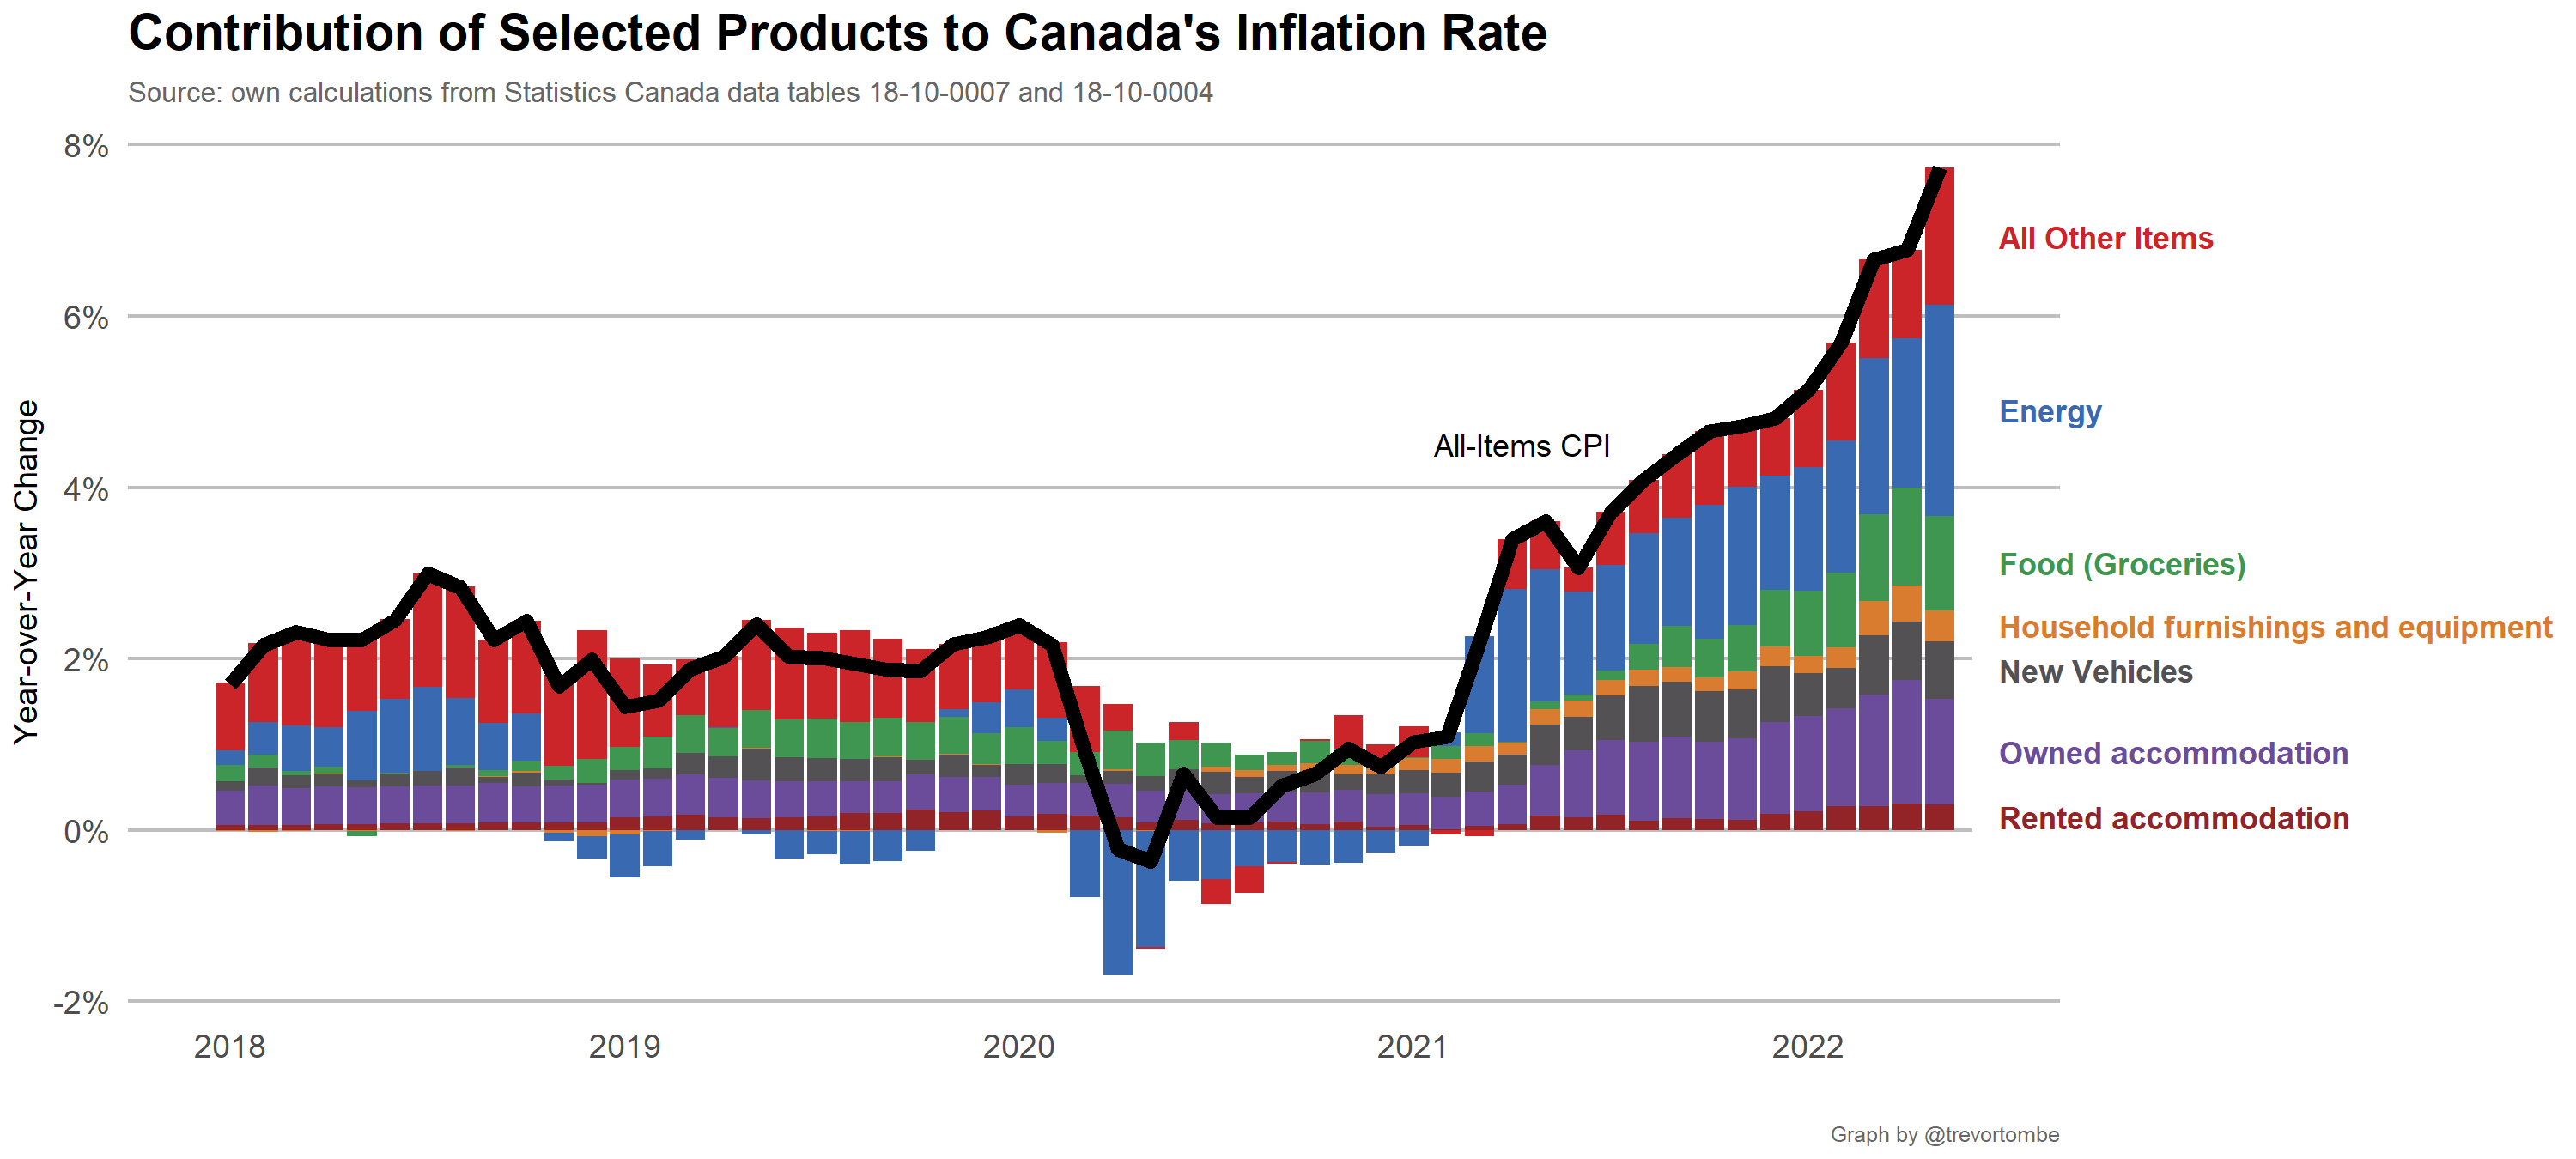 Contribution of Selected Products to Canada's Inflation Rate
Source: own calculations from Statistics Canada data tables 18-10-0007 and 18-10-0004
Year-over-Year Change
8%
6%
4%
2%
0%
-2%
All-Items CPI
All Other Items
Energy
Food (Groceries)
Household furnishings and equipment
New Vehicles
Owned accommodation
Rented accommodation
2018
2019
2020
2021
2022
Graph by @trevortombe